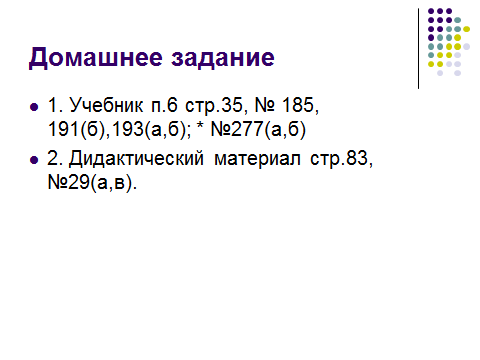 Домашнее задание
1. Учебник п.6 стр.35, № 185,
191(б),193(а,б); * №277(а,б)
2. Дидактический материал стр.83,
№29(а,в).